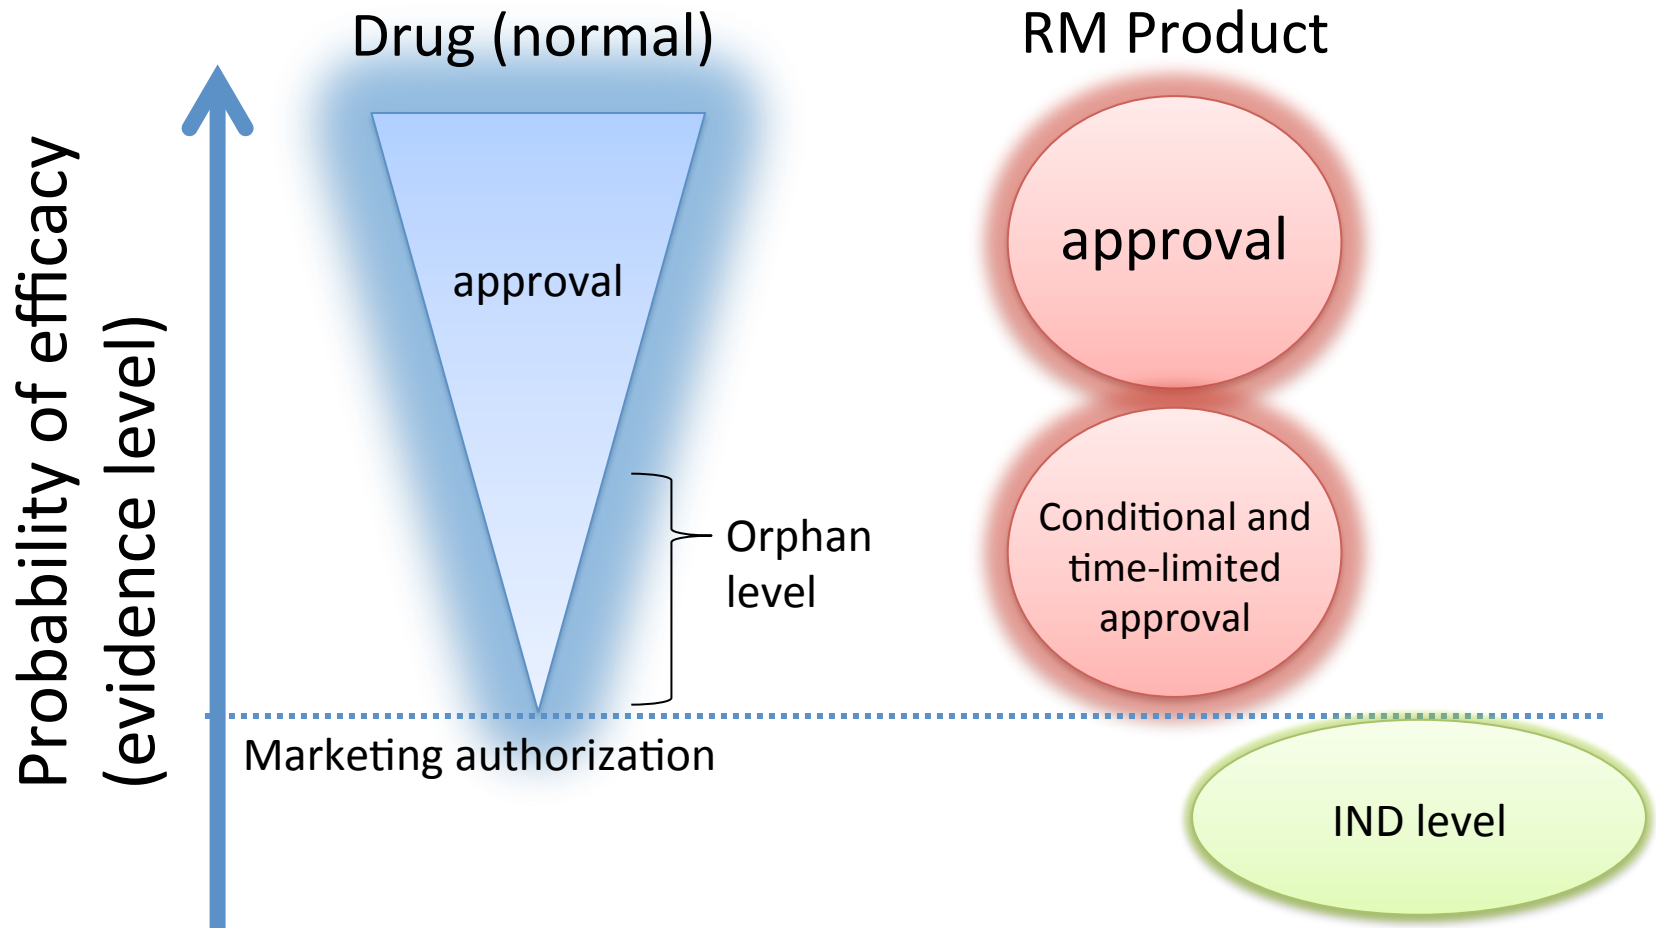 Drug (normal)
RM Product
Probability of efficacy
(evidence level)
approval
approval
Orphan
level
Conditional and
time-limited
approval
Marketing authorization
IND level